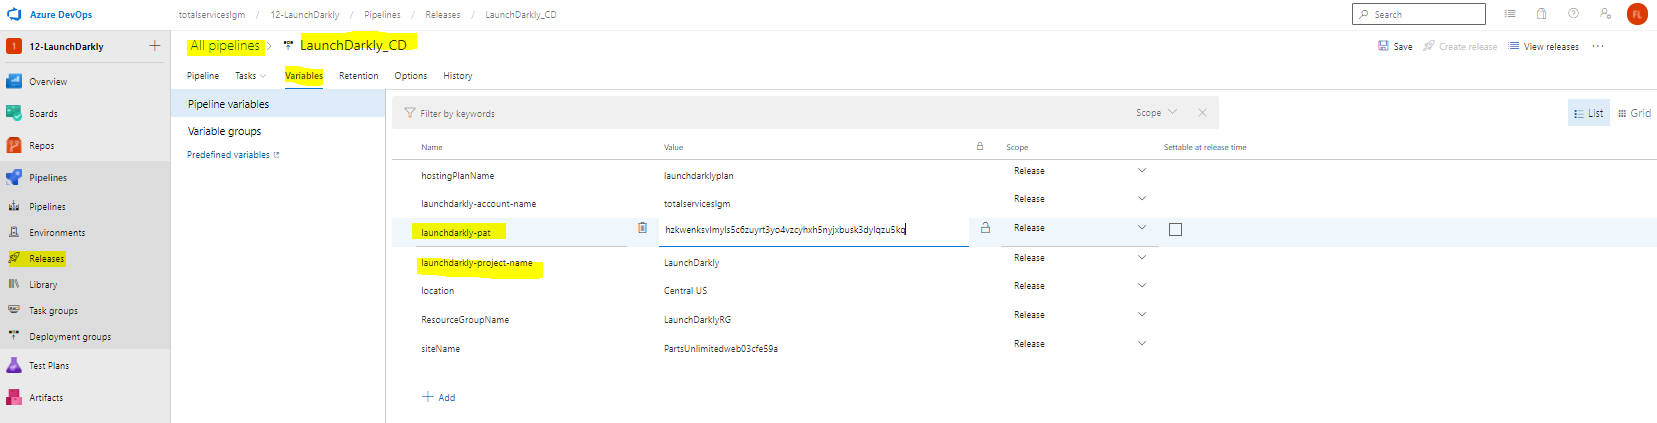 Azure DevOps totalserviceslgm / 12-LaunchDarkly / Pipelines / Releases / LaunchDarkly_CD Search FL
1 12-LaunchDarkly
All pipelines > LaunchDarkly_CD Save Create release View releases ...
Pipeline Tasks Variables Retention Options History
Overview
Boards
Repos
Pipelines
Pipelines
Environments
Releases
Library
Task groups
Deployment groups
Test Plans
Artifacts
Pipeline variables
Variable groups
Predefined variables
Filter by keywords Scope List Grid
Name Value Scope Settable at release time
hostingPlanName launchdarklyplan Release
launchdarkly-account-name totalserviceslgm Release
launchdarkly-pat hzkwenksvlmyls5c6zuyrt3yo4vzcyhxh5nyjxbusk3dylqzu5kq Release
launchdarkly-project-name LaunchDarkly Release
location Central US Release
ResourceGroupName LaunchDarklyRG Release
siteName PartsUnlimitedweb03cfe59a Release
+ Add